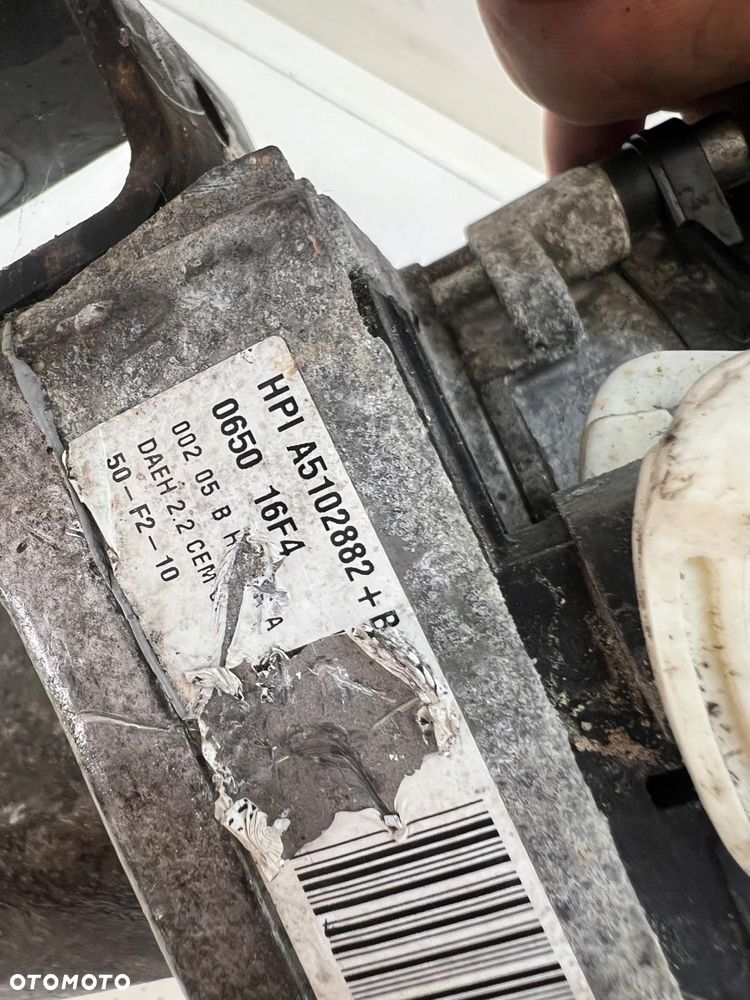 HPI A5102882 + B
0650 16F4
002 05 B H
DAEH 2.2 CEM A
50-F2-10
OTOMOTO